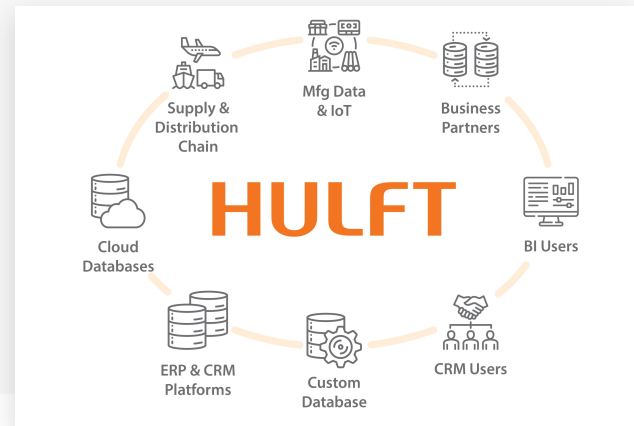 Mfg Data
& IoT
Supply &
Distribution
Chain
Business
Partners
HULFT
Cloud
Databases
BI Users
ERP & CRM
Platforms
Custom
Database
CRM Users